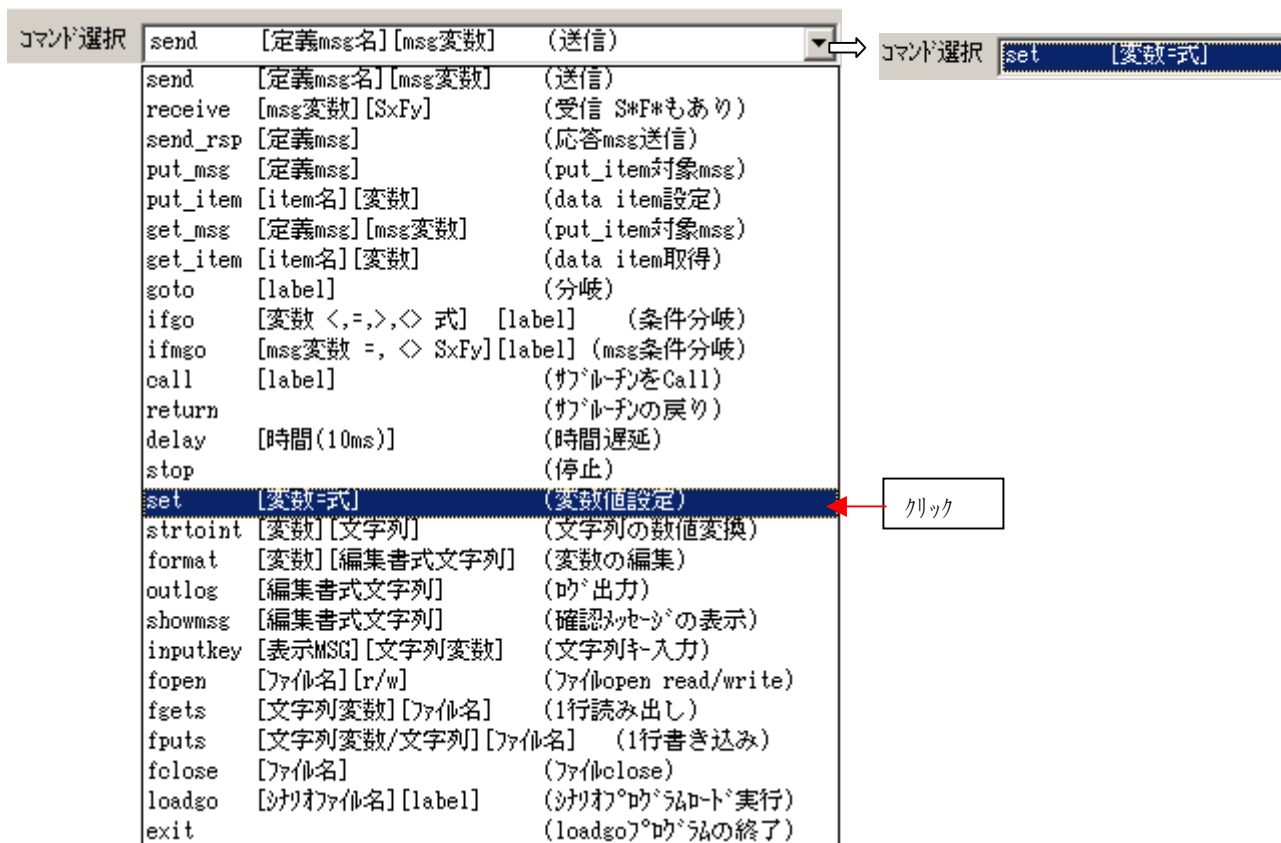 コマンド選択 send [定義msg名][msg変数] (送信)
コマンド選択 set [変数=式]
send [定義msg名][msg変数] (送信)
receive [msg変数][SxFy] (受信 S*F*もあり)
send_rsp [定義msg] (応答msg送信)
put_msg [定義msg] (put_item対象msg)
put_item [item名][変数] (data item設定)
get_msg [定義msg][msg変数] (put_item対象msg)
get_item [item名][変数] (data item取得)
goto [label] (分岐)
ifgo [変数 <,=,>,<> 式] [label] (条件分岐)
ifmgo [msg変数 =, <> SxFy][label] (msg条件分岐)
call [label] (ｻﾌﾞﾙｰﾁﾝをCall)
return (ｻﾌﾞﾙｰﾁﾝの戻り)
delay [時間(10ms)] (時間遅延)
stop (停止)
set [変数=式] (変数値設定)
ｸﾘｯｸ
strtoint [変数][文字列] (文字列の数値変換)
format [変数][編集書式文字列] (変数の編集)
outlog [編集書式文字列] (ﾛｸﾞ出力)
showmsg [編集書式文字列] (確認ﾒｯｾｰｼﾞの表示)
inputkey [表示MSG][文字列変数] (文字列ｷｰ入力)
fopen [ﾌｧｲﾙ名][r/w] (ﾌｧｲﾙopen read/write)
fgets [文字列変数][ﾌｧｲﾙ名] (1行読み出し)
fputs [文字列変数/文字列][ﾌｧｲﾙ名] (1行書き込み)
fclose [ﾌｧｲﾙ名] (ﾌｧｲﾙclose)
loadgo [ｼﾅﾘｵﾌｧｲﾙ名][label] (ｼﾅﾘｵﾌﾟﾛｸﾞﾗﾑﾛｰﾄﾞ実行)
exit (loadgoﾌﾟﾛｸﾞﾗﾑの終了)